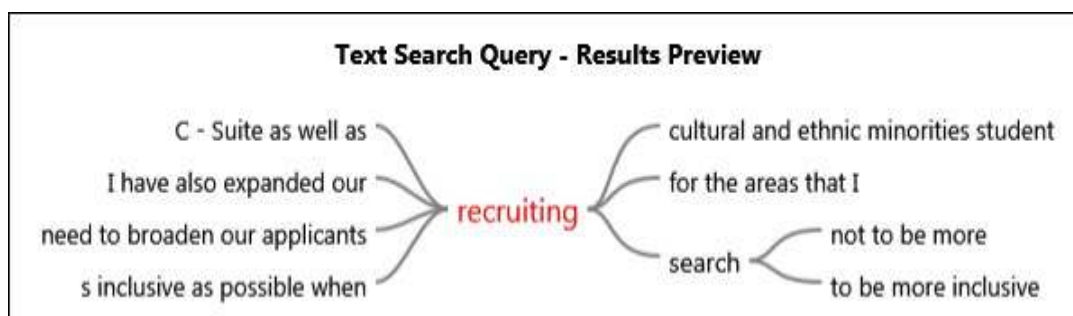 Text Search Query - Results Preview
C - Suite as well as
I have also expanded our
need to broaden our applicants
s inclusive as possible when
recruiting
cultural and ethnic minorities student
for the areas that I
search
not to be more
to be more inclusive